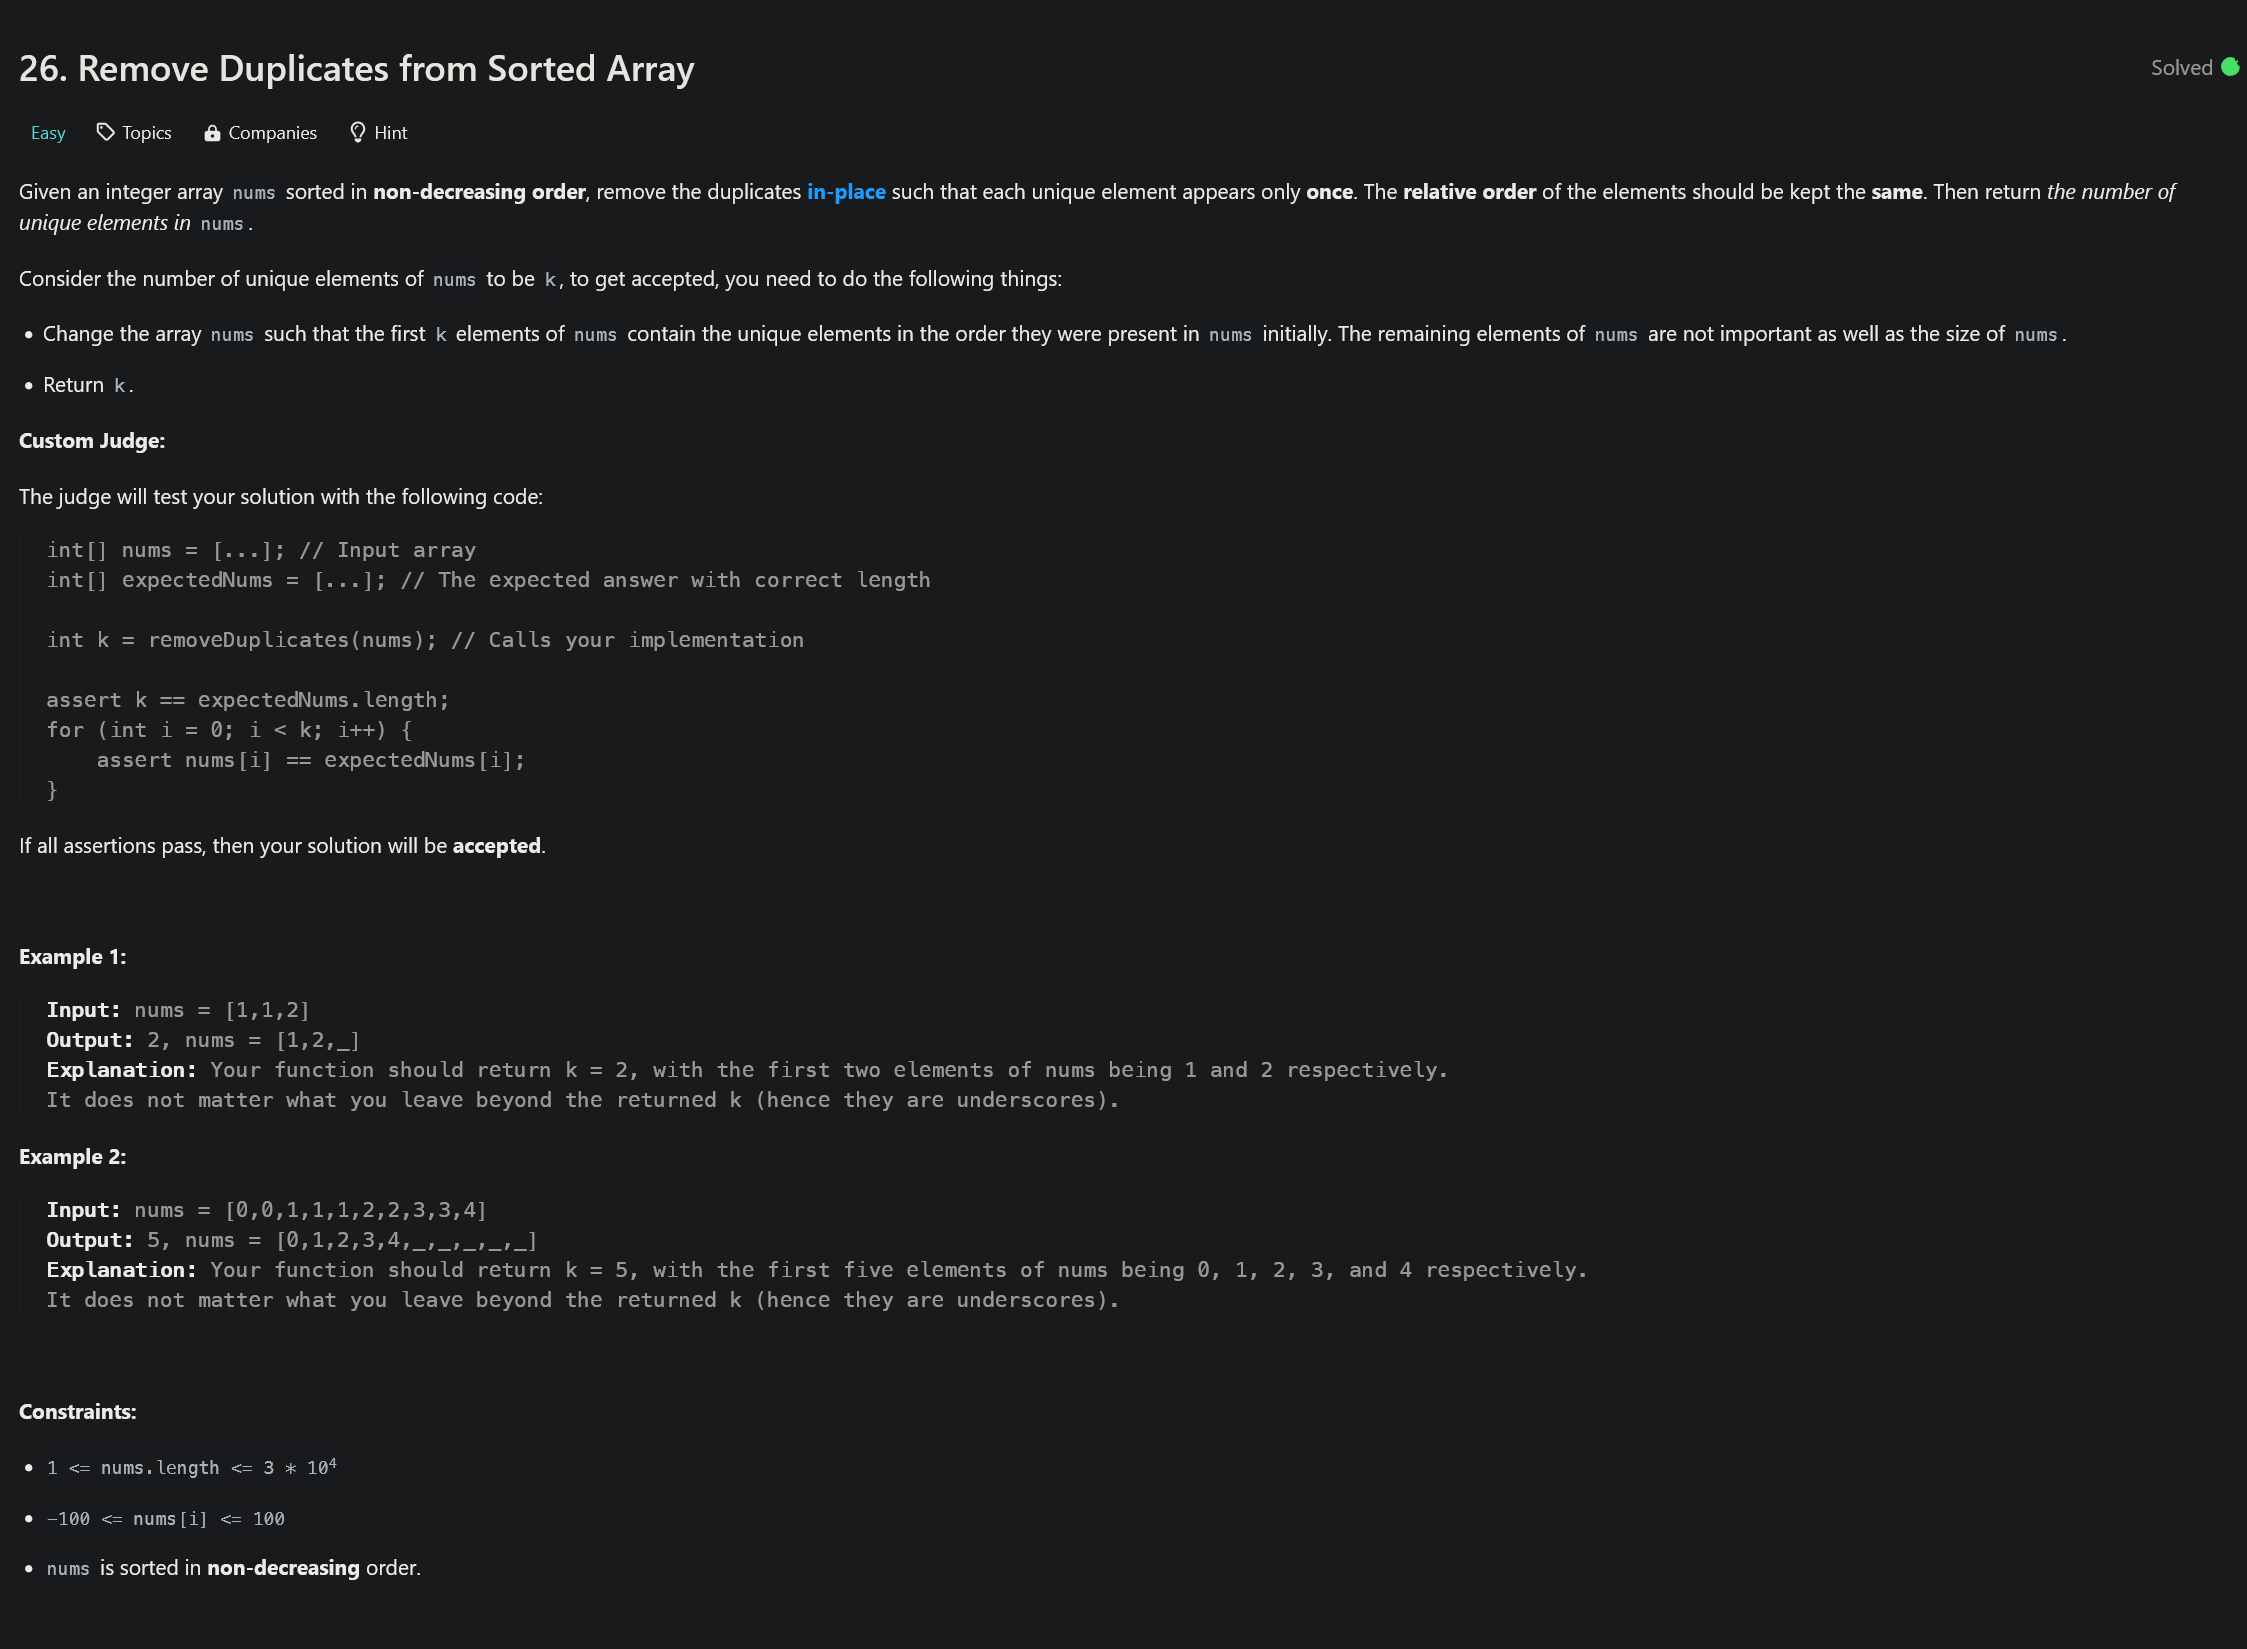 26. Remove Duplicates from Sorted Array
Solved
Easy Topics Companies Hint
Given an integer array nums sorted in non-decreasing order, remove the duplicates in-place such that each unique element appears only once. The relative order of the elements should be kept the same. Then return the number of
unique elements in nums.
Consider the number of unique elements of nums to be k, to get accepted, you need to do the following things:
• Change the array nums such that the first k elements of nums contain the unique elements in the order they were present in nums initially. The remaining elements of nums are not important as well as the size of nums.
• Return k.
Custom Judge:
The judge will test your solution with the following code:
int[] nums = [...]; // Input array
int[] expectedNums = [...]; // The expected answer with correct length
int k = removeDuplicates(nums); // Calls your implementation
assert k == expectedNums.length;
for (int i = 0; i < k; i++) {
    assert nums[i] == expectedNums[i];
}
If all assertions pass, then your solution will be accepted.
Example 1:
Input: nums = [1,1,2]
Output: 2, nums = [1,2,_]
Explanation: Your function should return k = 2, with the first two elements of nums being 1 and 2 respectively.
It does not matter what you leave beyond the returned k (hence they are underscores).
Example 2:
Input: nums = [0,0,1,1,1,2,2,3,3,4]
Output: 5, nums = [0,1,2,3,4,_,_,_,_,_]
Explanation: Your function should return k = 5, with the first five elements of nums being 0, 1, 2, 3, and 4 respectively.
It does not matter what you leave beyond the returned k (hence they are underscores).
Constraints:
• 1 <= nums.length <= 3 * 10⁴
• -100 <= nums[i] <= 100
• nums is sorted in non-decreasing order.